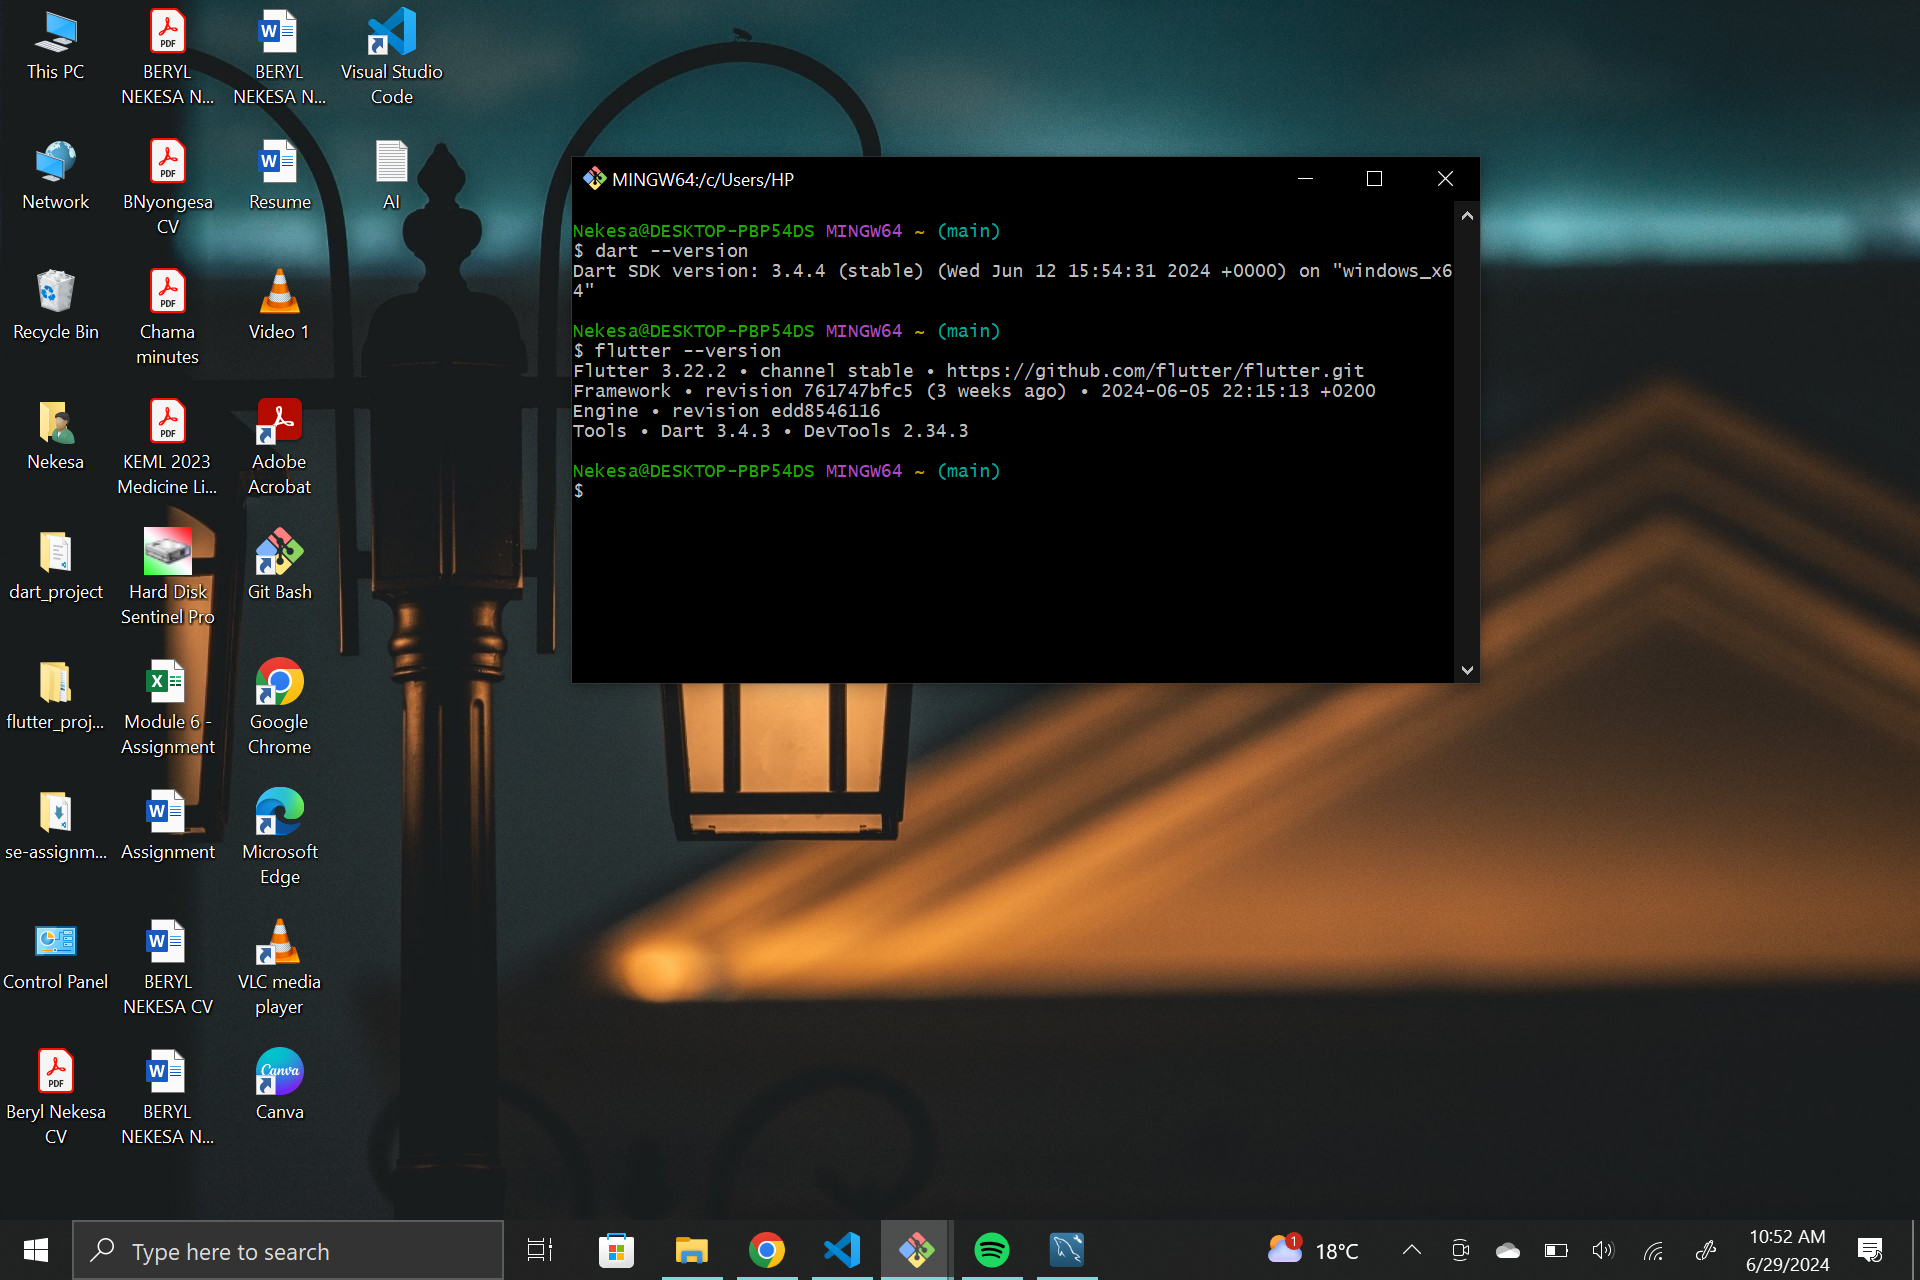 This PC
BERYL
NEKESA N...
BERYL
NEKESA N...
Visual Studio
Code
Network
BNyongesa
CV
Resume
AI
Recycle Bin
Chama
minutes
Video 1
Nekesa
KEML 2023
Medicine Li...
Adobe
Acrobat
dart_project
Hard Disk
Sentinel Pro
Git Bash
flutter_proj...
Module 6 -
Assignment
Google
Chrome
se-assignm...
Assignment
Microsoft
Edge
Control Panel
BERYL
NEKESA CV
VLC media
player
Beryl Nekesa
CV
BERYL
NEKESA N...
Canva
MINGW64:/c/Users/HP
Nekesa@DESKTOP-PBP54DS MINGW64 ~ (main)
$ dart --version
Dart SDK version: 3.4.4 (stable) (Wed Jun 12 15:54:31 2024 +0000) on "windows_x6
4"
Nekesa@DESKTOP-PBP54DS MINGW64 ~ (main)
$ flutter --version
Flutter 3.22.2 • channel stable • https://github.com/flutter/flutter.git
Framework • revision 761747bfc5 (3 weeks ago) • 2024-06-05 22:15:13 +0200
Engine • revision edd8546116
Tools • Dart 3.4.3 • DevTools 2.34.3
Nekesa@DESKTOP-PBP54DS MINGW64 ~ (main)
$
Type here to search
1
18°C
10:52 AM
6/29/2024